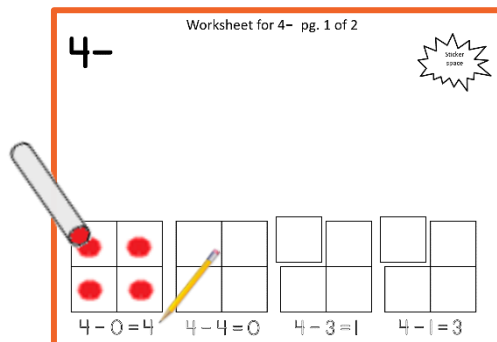 Worksheet for 4– pg. 1 of 2
4–
Sticker
space
4 – 0 = 4
4 – 4 = 0
4 – 3 = 1
4 – 1 = 3